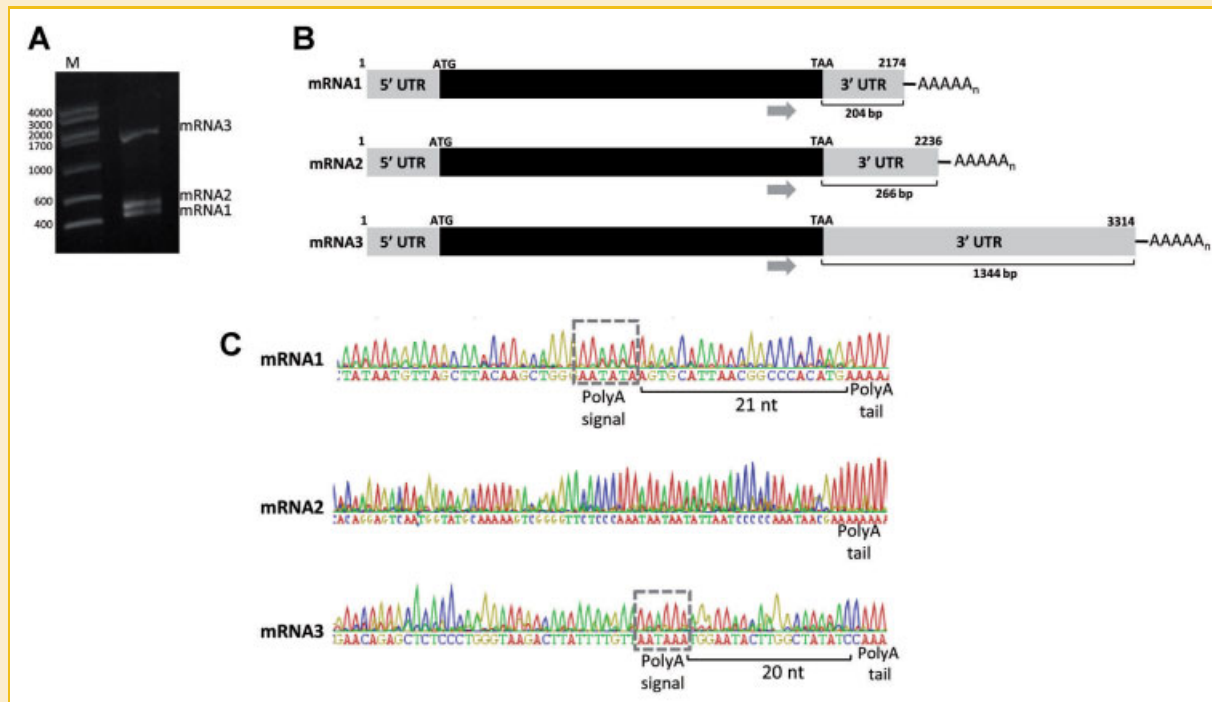 A
M
4000
3000
2000
1700
1000
600
400
mRNA3
mRNA2
mRNA1
B
1 ATG TAA 2174
mRNA1 5' UTR 3' UTR AAAAAn
204 bp
1 ATG TAA 2236
mRNA2 5' UTR 3' UTR AAAAAn
266 bp
1 ATG TAA 3314
mRNA3 5' UTR 3' UTR AAAAAn
1344 bp
C
mRNA1
TATAATGTTAGCTTACAAGCTGGGAATATAAGTGCATTAACGGCCCACATGAAAAA
PolyA signal
21 nt
PolyA tail
mRNA2
CACAGGAGTCAATGGTATGCAAAAAGTCGGGGTTCTCCCAAATAATAATATTAATCCCCCAAATAACGAAAAAAAA
PolyA tail
mRNA3
GAACAGAGCTCTCCCTGGGTAAGACTTATTTTGTTAATAAATGGAATACTTGGCTATATCCAAA
PolyA signal
20 nt
PolyA tail